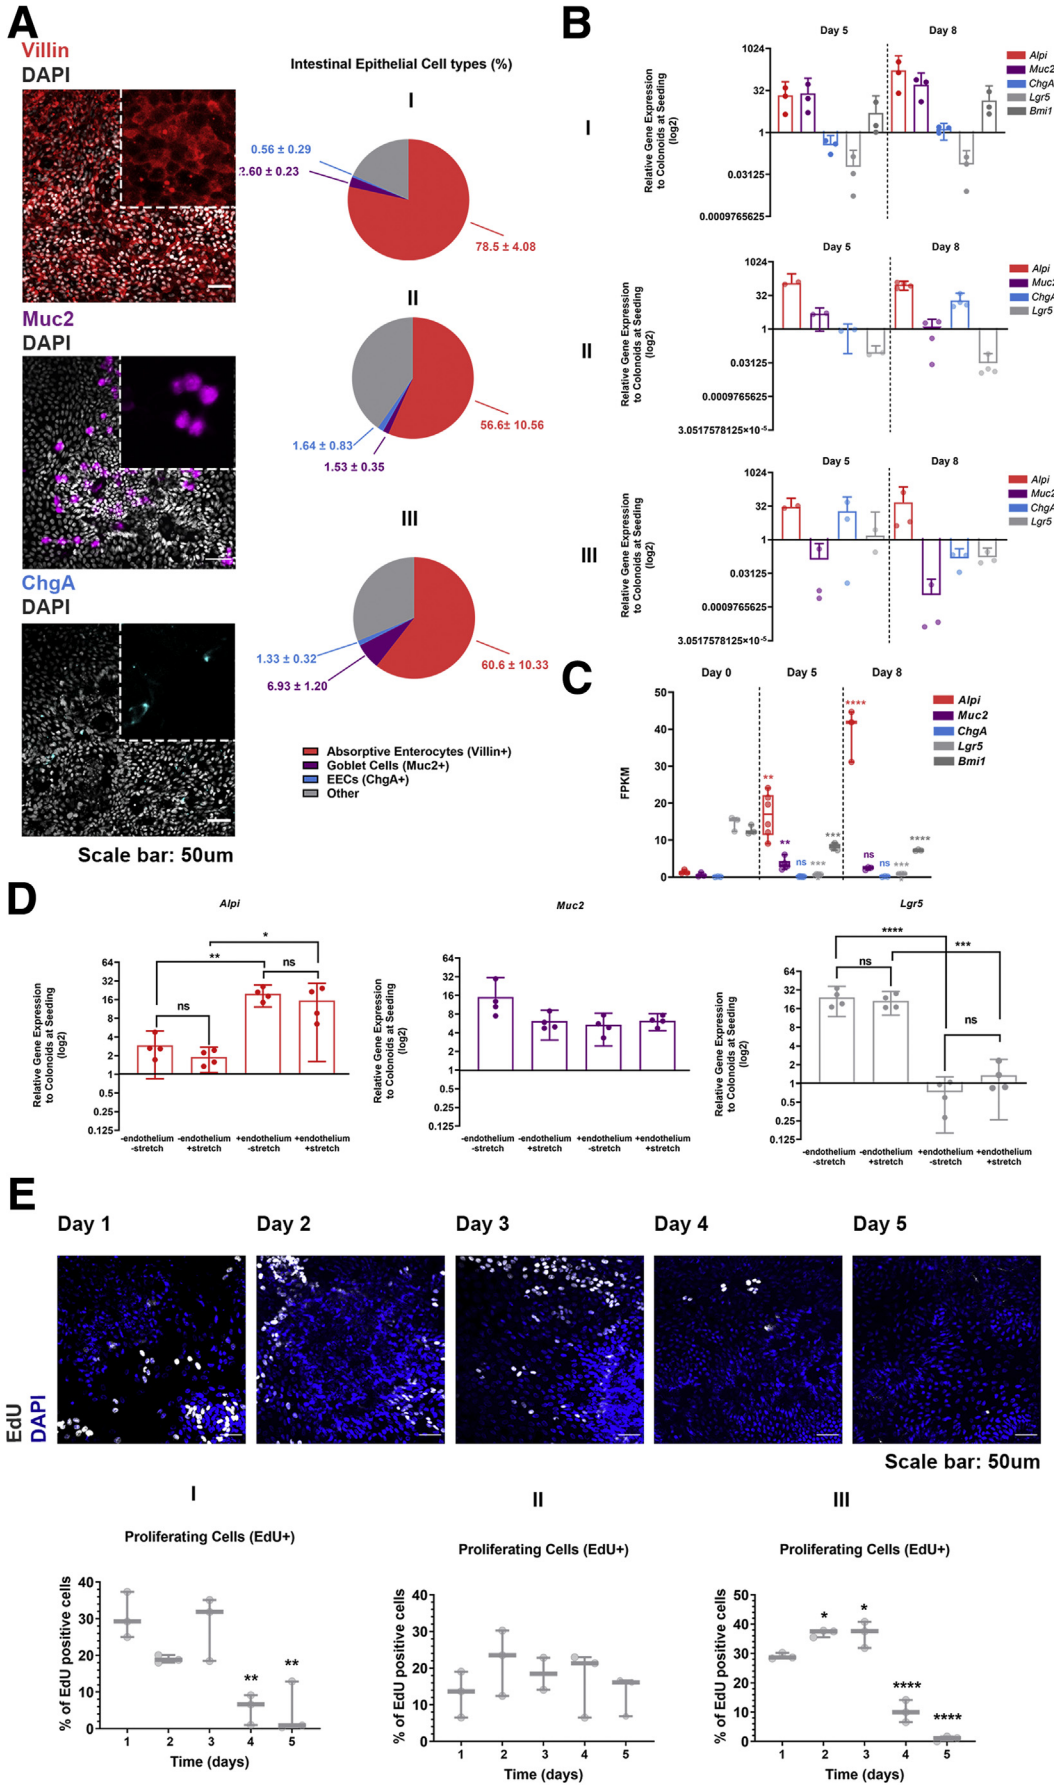 A
Villin
DAPI
Muc2
DAPI
ChgA
DAPI
Scale bar: 50um
Intestinal Epithelial Cell types (%)
I
0.56 ± 0.29
2.60 ± 0.23
78.5 ± 4.08
II
56.6± 10.56
1.64 ± 0.83
1.53 ± 0.35
III
1.33 ± 0.32
6.93 ± 1.20
60.6 ± 10.33
Absorptive Enterocytes (Villin+)
Goblet Cells (Muc2+)
EECs (ChgA+)
Other
B
I
Relative Gene Expression
to Colonoids at Seeding
(log2)
Day 5
Day 8
1024
32
1
0.03125
0.0009765625
Alpi
Muc2
ChgA
Lgr5
Bmi1
II
Relative Gene Expression
to Colonoids at Seeding
(log2)
Day 5
Day 8
1024
32
1
0.03125
0.0009765625
3.0517578125×10-5
Alpi
Muc2
ChgA
Lgr5
III
Relative Gene Expression
to Colonoids at Seeding
(log2)
Day 5
Day 8
1024
32
1
0.03125
0.0009765625
3.0517578125×10-5
Alpi
Muc2
ChgA
Lgr5
C
Day 0
Day 5
Day 8
FPKM
50
40
30
20
10
0
**
**
ns
***
***
****
ns
ns
***
****
Alpi
Muc2
ChgA
Lgr5
Bmi1
D
Alpi
Relative Gene Expression
to Colonoids at Seeding
(log2)
64
32
16
8
4
2
1
0.5
0.25
0.125
*
**
ns
ns
-endothelium
-stretch
-endothelium
+stretch
+endothelium
-stretch
+endothelium
+stretch
Muc2
Relative Gene Expression
to Colonoids at Seeding
(log2)
64
32
16
8
4
2
1
0.5
0.25
0.125
-endothelium
-stretch
-endothelium
+stretch
+endothelium
-stretch
+endothelium
+stretch
Lgr5
Relative Gene Expression
to Colonoids at Seeding
(log2)
64
32
16
8
4
2
1
0.5
0.25
0.125
****
***
ns
ns
-endothelium
-stretch
-endothelium
+stretch
+endothelium
-stretch
+endothelium
+stretch
E
Day 1
Day 2
Day 3
Day 4
Day 5
EdU
DAPI
Scale bar: 50um
I
Proliferating Cells (EdU+)
% of EdU positive cells
40
30
20
10
0
**
**
1 2 3 4 5
Time (days)
II
Proliferating Cells (EdU+)
% of EdU positive cells
40
30
20
10
0
1 2 3 4 5
Time (days)
III
Proliferating Cells (EdU+)
% of EdU positive cells
50
40
30
20
10
0
*
*
****
****
1 2 3 4 5
Time (days)